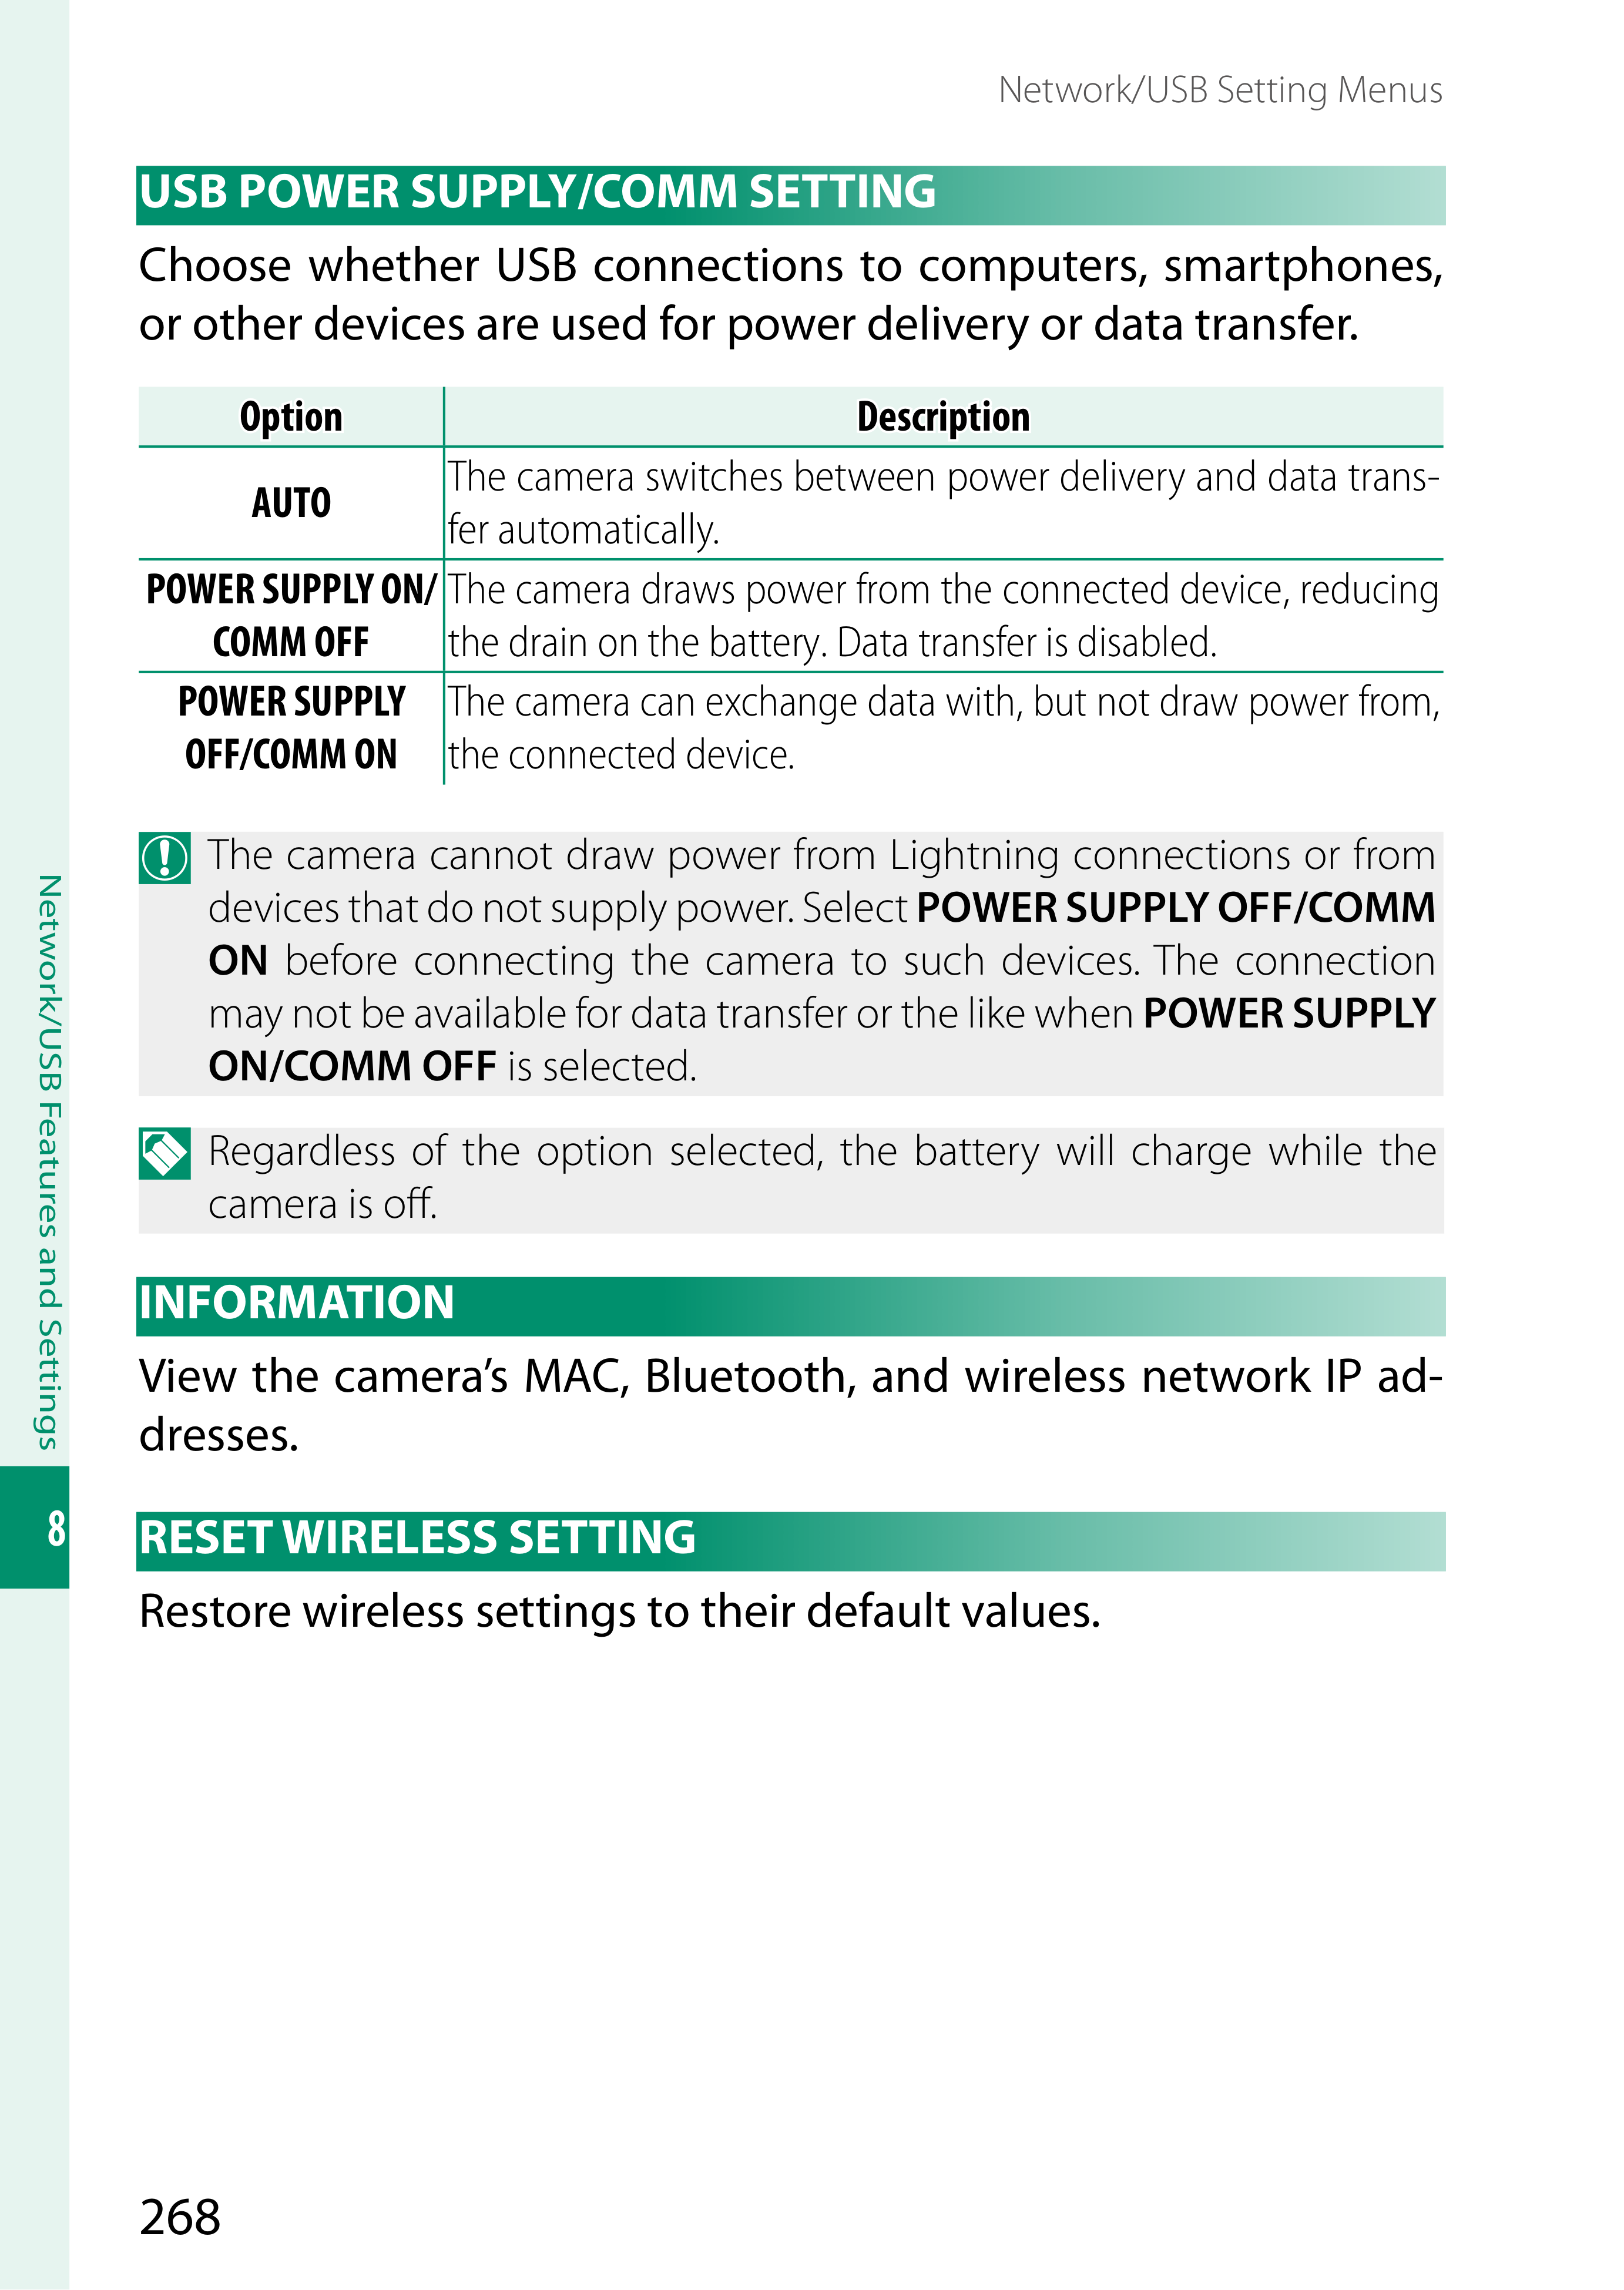 Network/USB Setting Menus
USB POWER SUPPLY/COMM SETTING
Choose whether USB connections to computers, smartphones,
or other devices are used for power delivery or data transfer.
Option Description
AUTO
The camera switches between power delivery and data trans-
fer automatically.
POWER SUPPLY ON/
COMM OFF
The camera draws power from the connected device, reducing
the drain on the battery. Data transfer is disabled.
POWER SUPPLY
OFF/COMM ON
The camera can exchange data with, but not draw power from,
the connected device.
The camera cannot draw power from Lightning connections or from
devices that do not supply power. Select POWER SUPPLY OFF/COMM
ON before connecting the camera to such devices. The connection
may not be available for data transfer or the like when POWER SUPPLY
ON/COMM OFF is selected.
Regardless of the option selected, the battery will charge while the
camera is off.
INFORMATION
View the camera’s MAC, Bluetooth, and wireless network IP ad-
dresses.
RESET WIRELESS SETTING
Restore wireless settings to their default values.
Network/USB Features and Settings
8
268